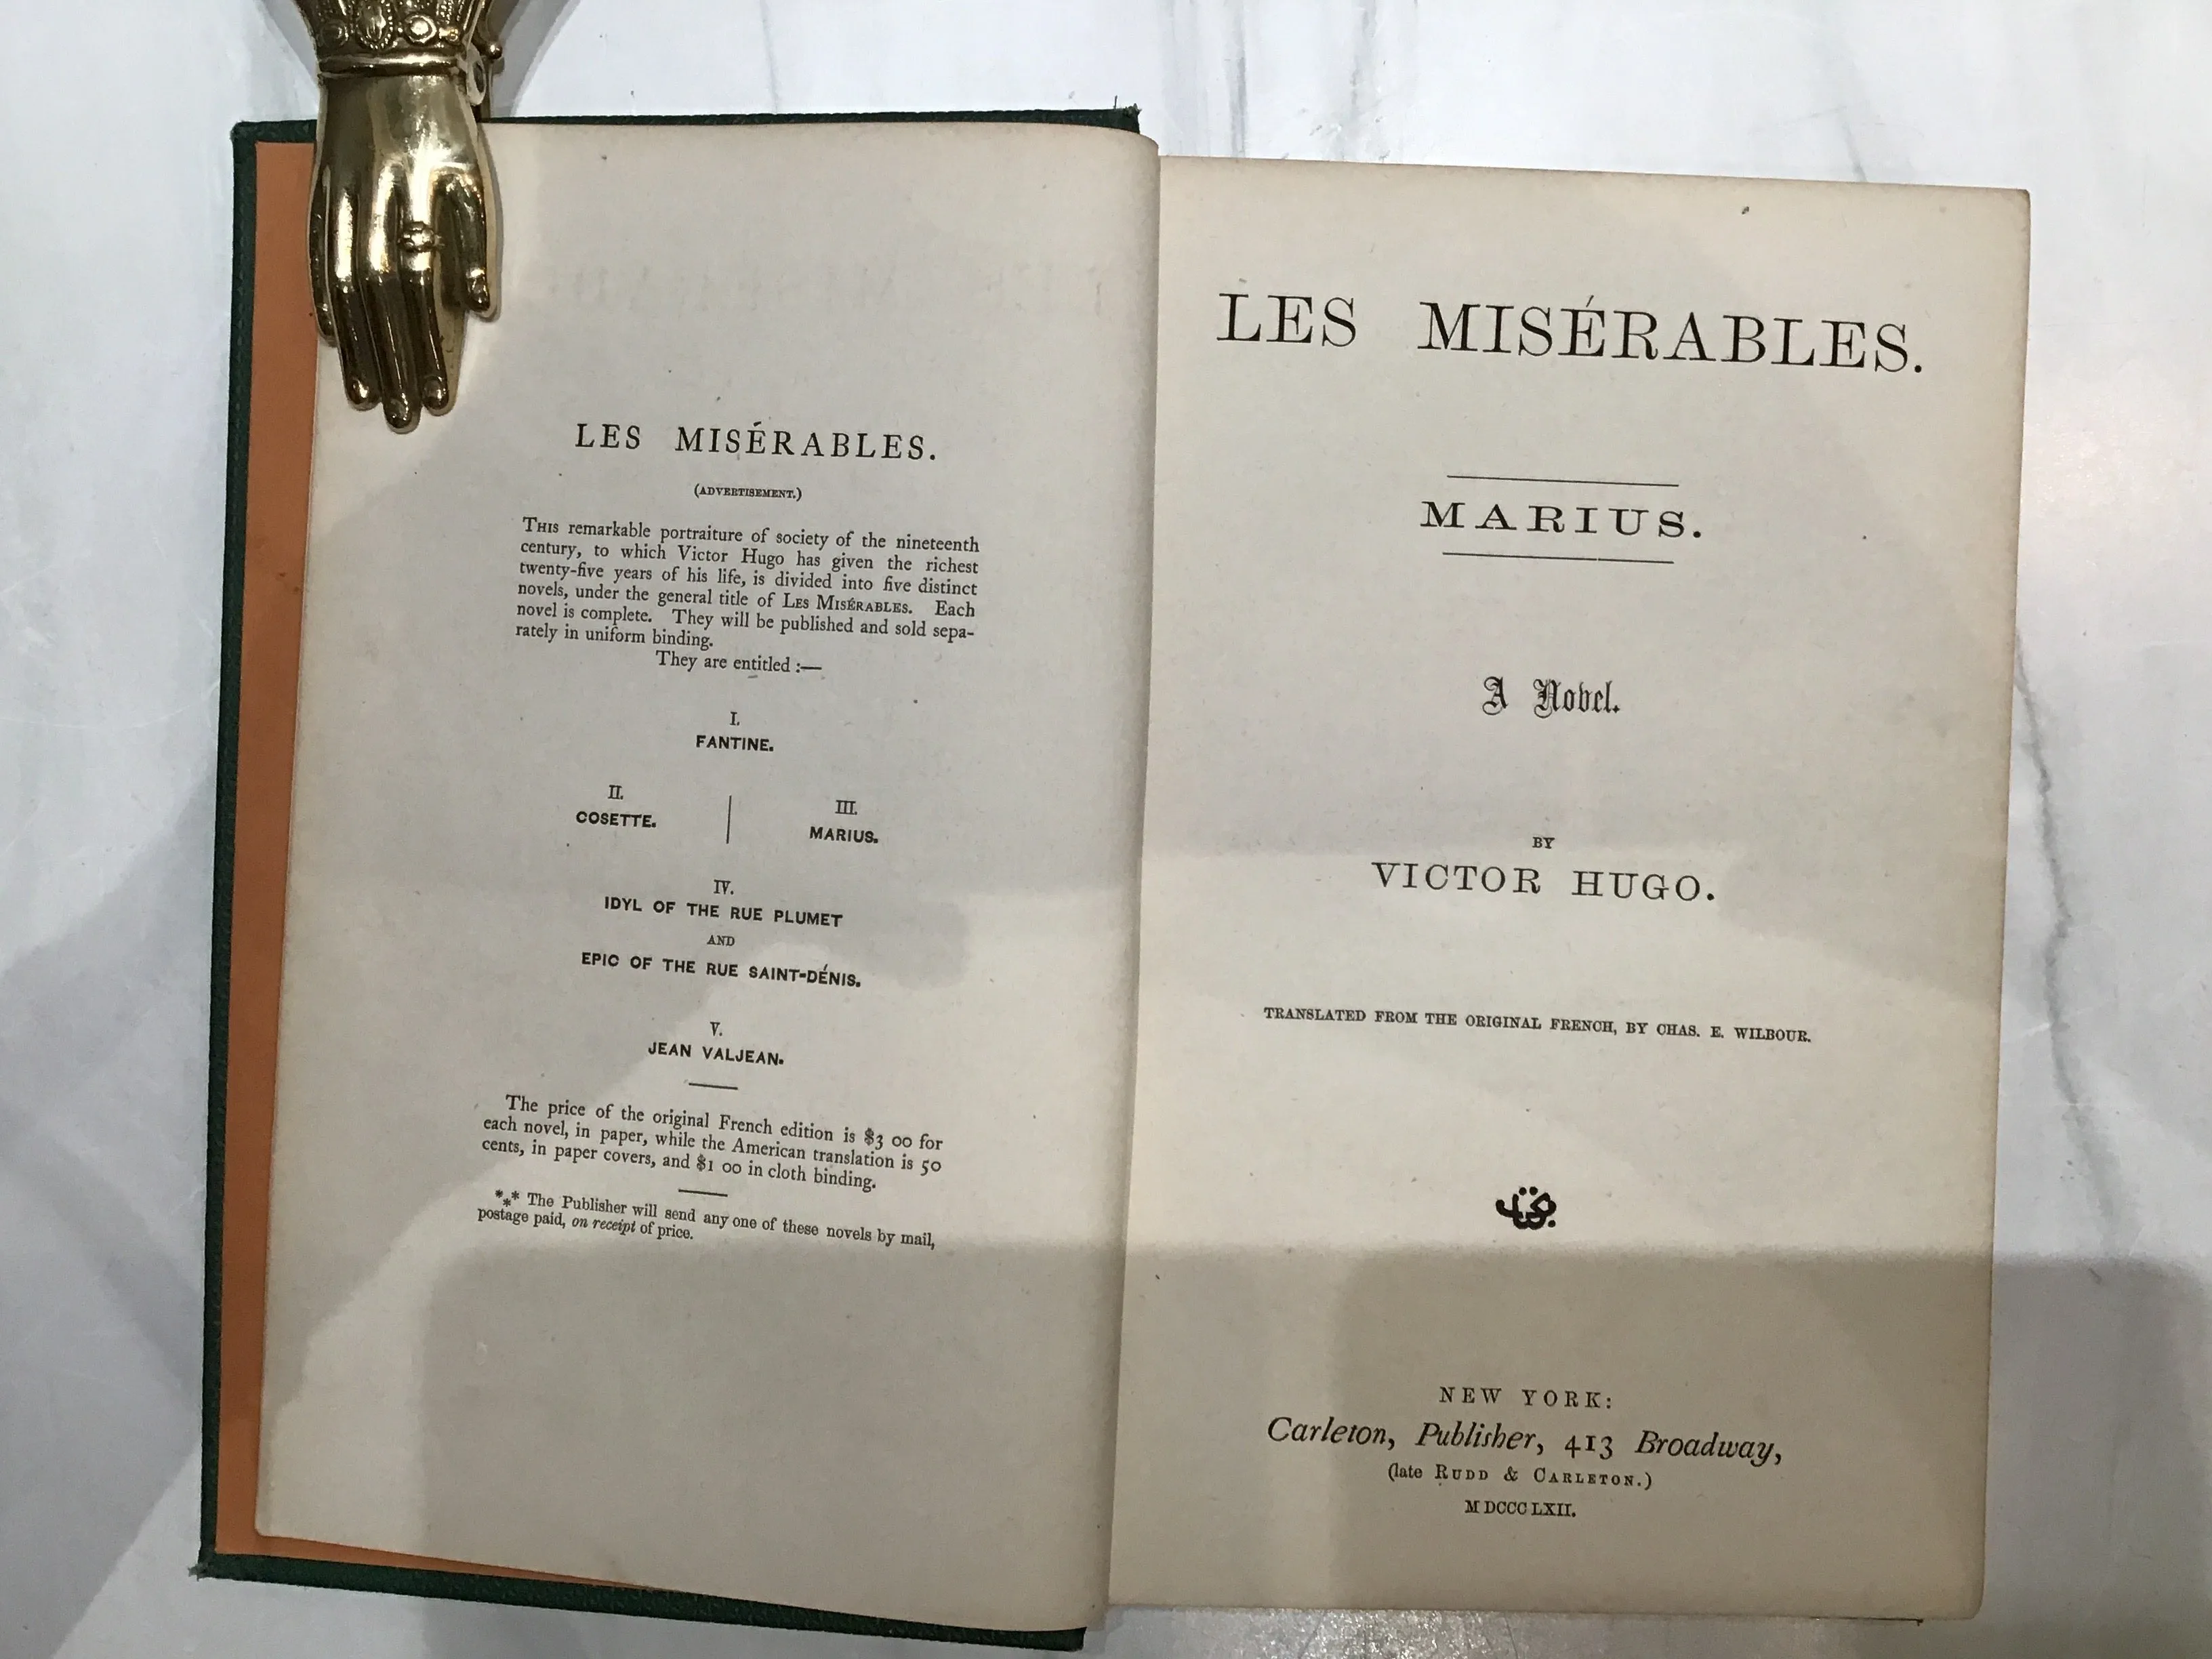 LES MISÉRABLES.
(ADVERTISEMENT.)
THIS remarkable portraiture of society of the nineteenth
century, to which Victor Hugo has given the richest
twenty-five years of his life, is divided into five distinct
novels, under the general title of LES MISÉRABLES. Each
novel is complete. They will be published and sold sepa-
rately in uniform binding.
They are entitled :—
I.
FANTINE.
II.
COSETTE.
III.
MARIUS.
IV.
IDYL OF THE RUE PLUMET
AND
EPIC OF THE RUE SAINT-DÉNIS.
V.
JEAN VALJEAN.
The price of the original French edition is $3 00 for
each novel, in paper, while the American translation is 50
cents, in paper covers, and $1 00 in cloth binding.
*** The Publisher will send any one of these novels by mail,
postage paid, on receipt of price.
LES MISÉRABLES.
MARIUS.
A Novel.
BY
VICTOR HUGO.
TRANSLATED FROM THE ORIGINAL FRENCH, BY CHAS. E. WILBOUR.
NEW YORK:
Carleton, Publisher, 413 Broadway,
(late RUDD & CARLETON.)
M DCCC LXII.